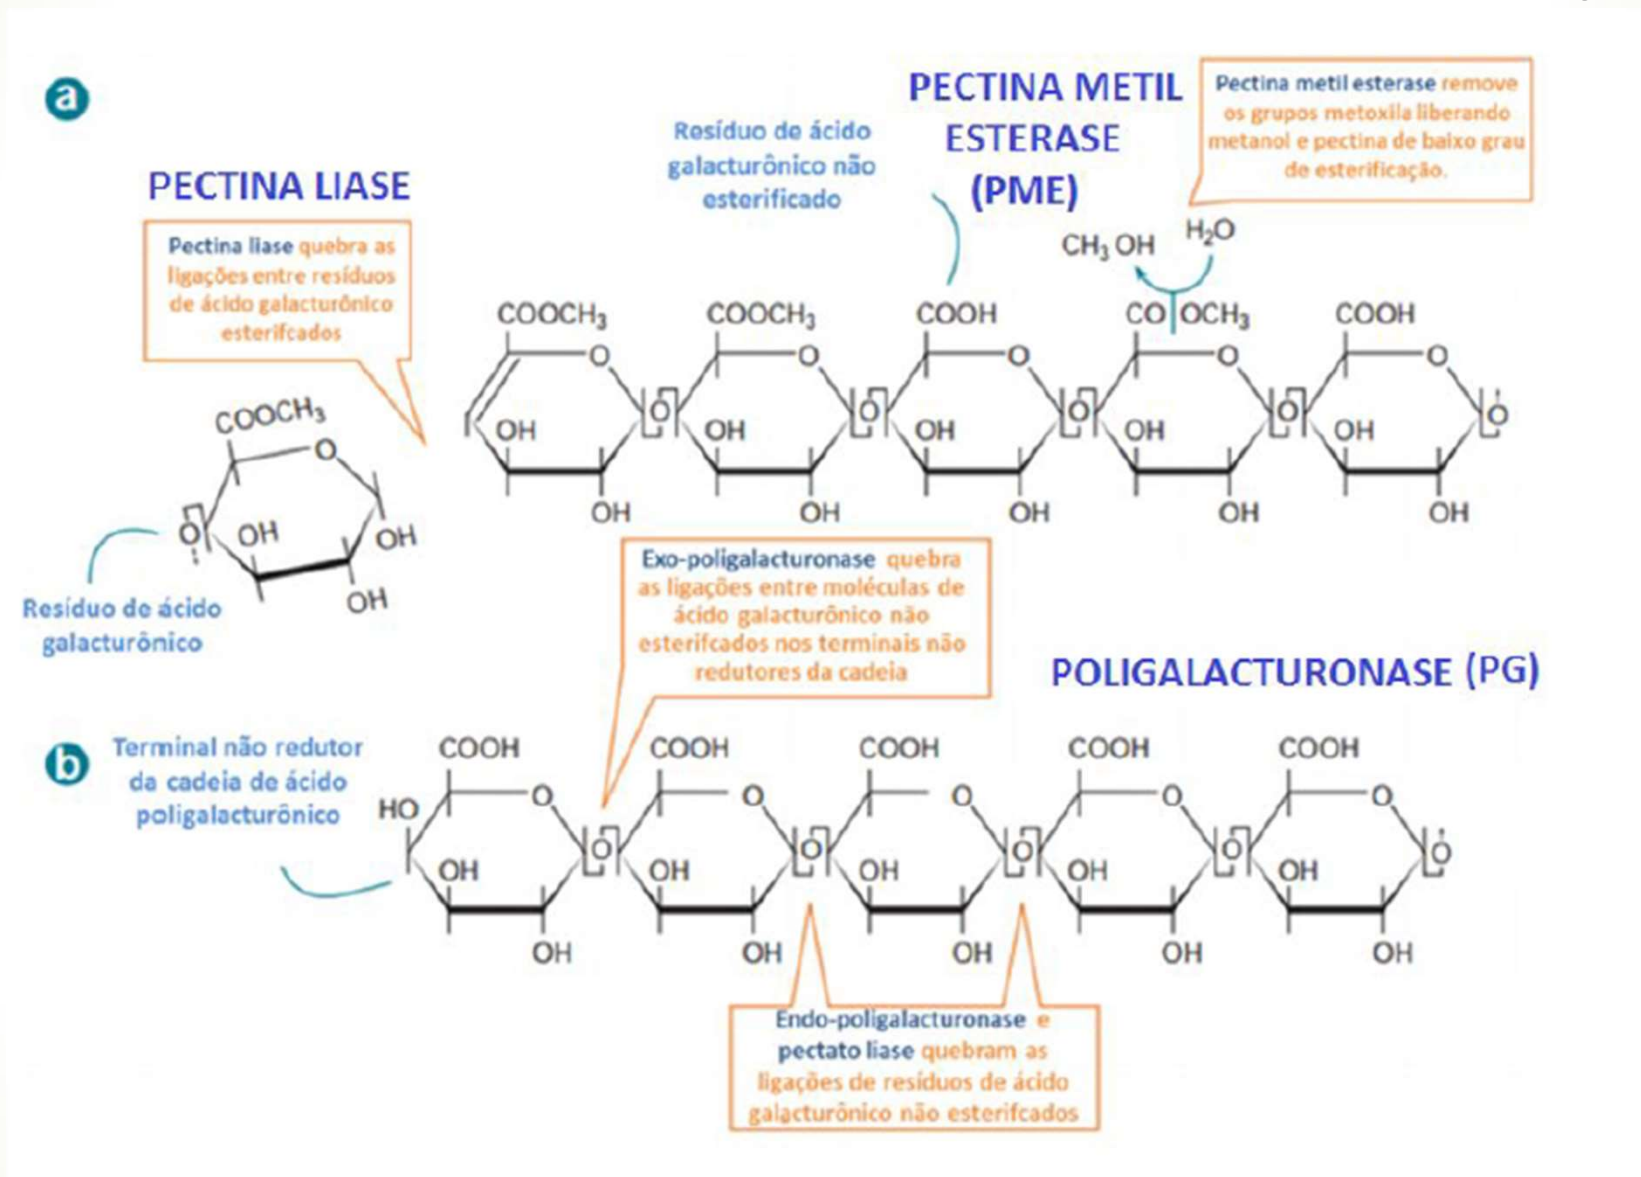 a
PECTINA METIL
ESTERASE
(PME)
Pectina metil esterase remove
os grupos metoxila liberando
metanol e pectina de baixo grau
de esterificação.
Resíduo de ácido
galacturônico não
esterificado
PECTINA LIASE
Pectina liase quebra as
ligações entre resíduos
de ácido galacturônico
esterifcados
CH3 OH
H2O
COOCH3
COOCH3
COOH
CO OCH3
COOH
O
O
O
O
O
O
O
O
O
O
OH
OH
OH
OH
OH
OH
OH
OH
OH
OH
COOCH3
O
O
OH
OH
OH
Resíduo de ácido
galacturônico
Exo-poligalacturonase quebra
as ligações entre moléculas de
ácido galacturônico não
esterifcados nos terminais não
redutores da cadeia
POLIGALACTURONASE (PG)
b
Terminal não redutor
da cadeia de ácido
poligalacturônico
COOH
COOH
COOH
COOH
COOH
HO
O
O
O
O
O
O
O
O
O
O
OH
OH
OH
OH
OH
OH
OH
OH
OH
OH
Endo-poligalacturonase e
pectato liase quebram as
ligações de resíduos de ácido
galacturônico não esterifcados